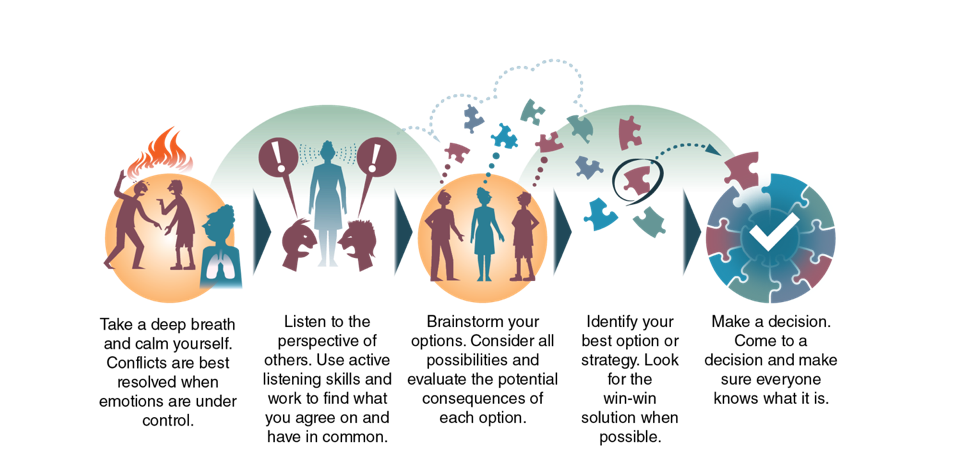 Take a deep breath
and calm yourself.
Conflicts are best
resolved when
emotions are under
control.
Listen to the
perspective of
others. Use active
listening skills and
work to find what
you agree on and
have in common.
Brainstorm your
options. Consider all
possibilities and
evaluate the potential
consequences of
each option.
Identify your
best option or
strategy. Look
for the
win-win
solution when
possible.
Make a decision.
Come to a
decision and make
sure everyone
knows what it is.